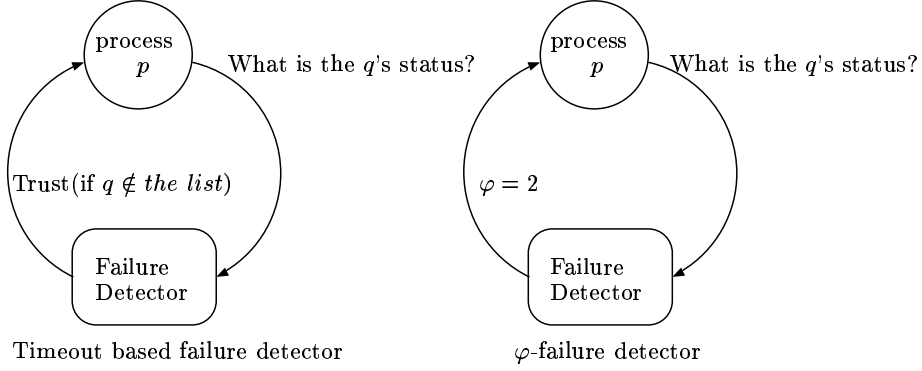 process
p
What is the q's status?
Trust(if q ∉ the list)
Failure
Detector
Timeout based failure detector
process
p
What is the q's status?
φ = 2
Failure
Detector
φ-failure detector